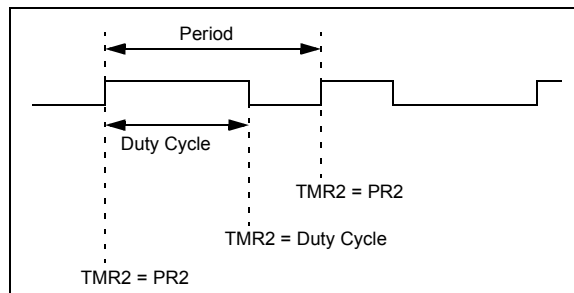 Period
Duty Cycle
TMR2 = PR2
TMR2 = Duty Cycle
TMR2 = PR2